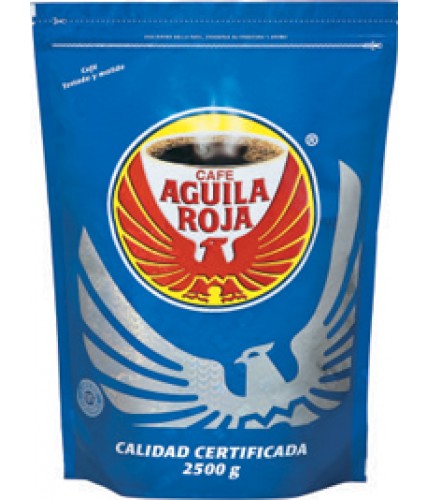 Café
Tostado y molido
®
CAFE
AGUILA
ROJA
CALIDAD CERTIFICADA
2500 g